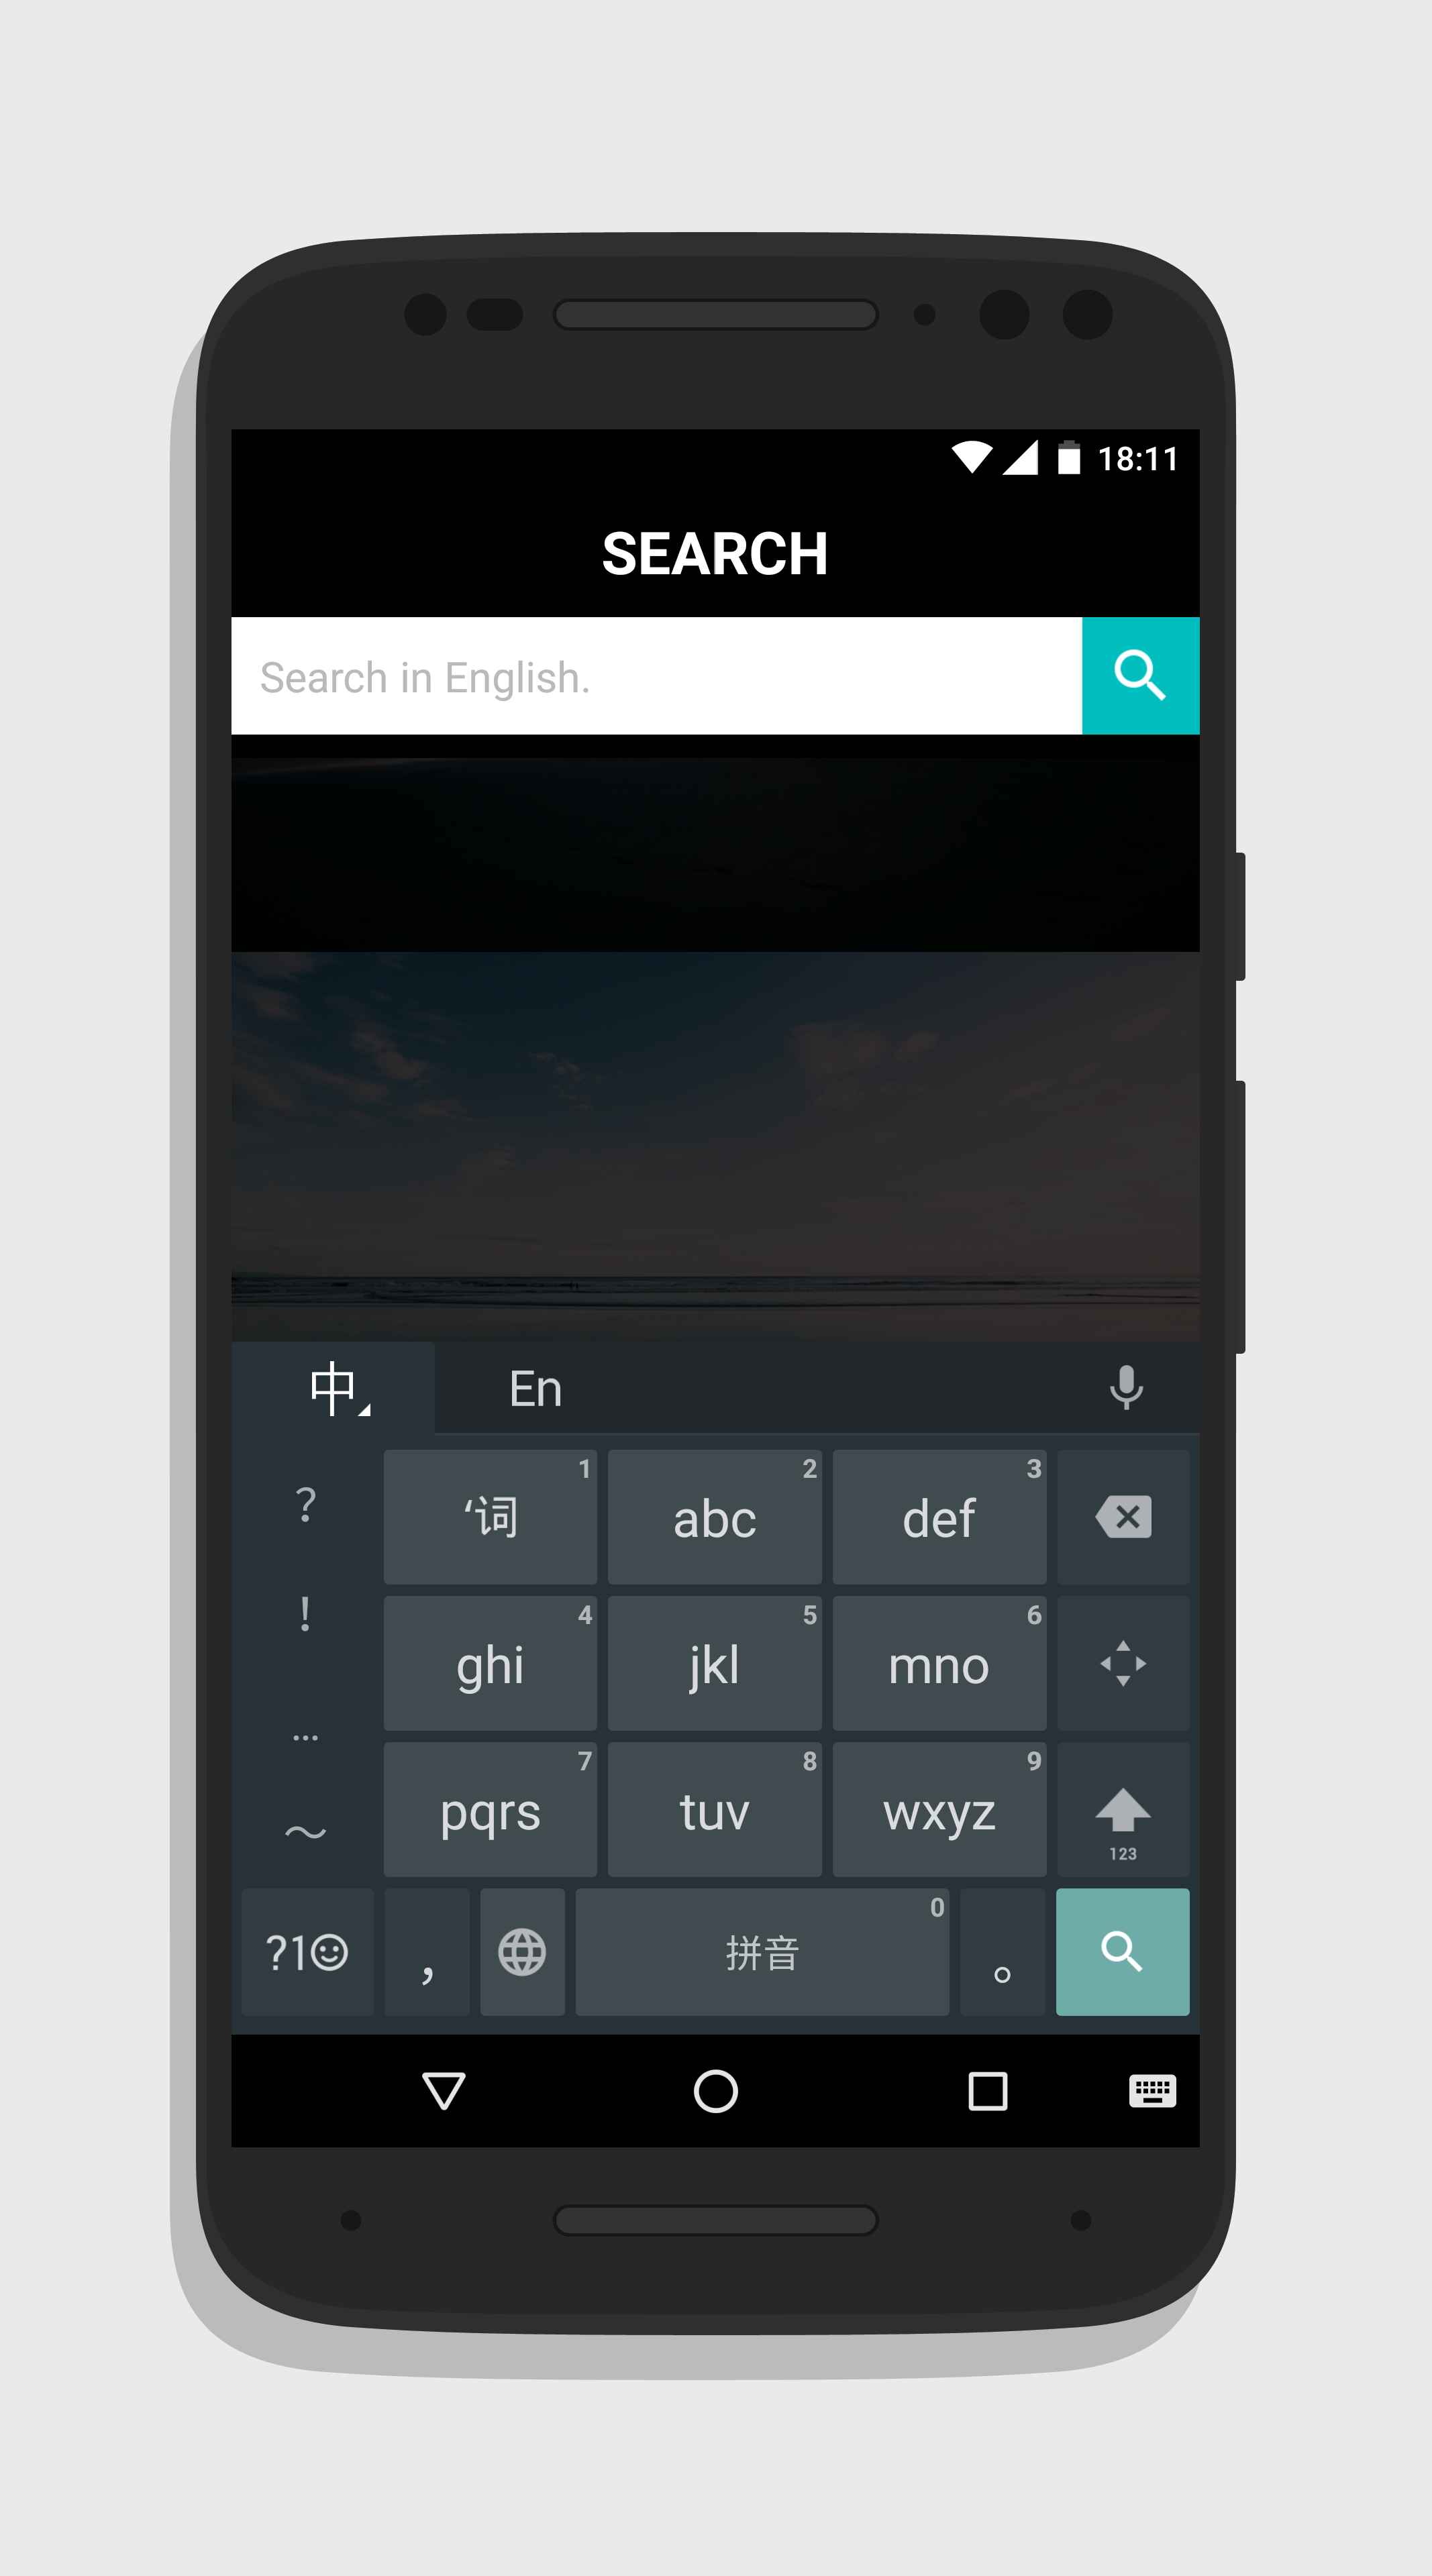 18:11
SEARCH
Search in English.
中 En
?
!
…
～
1 2 3
‘词 abc def
4 5 6
ghi jkl mno
7 8 9
pqrs tuv wxyz
123
0
?1☺ , 拼音 。